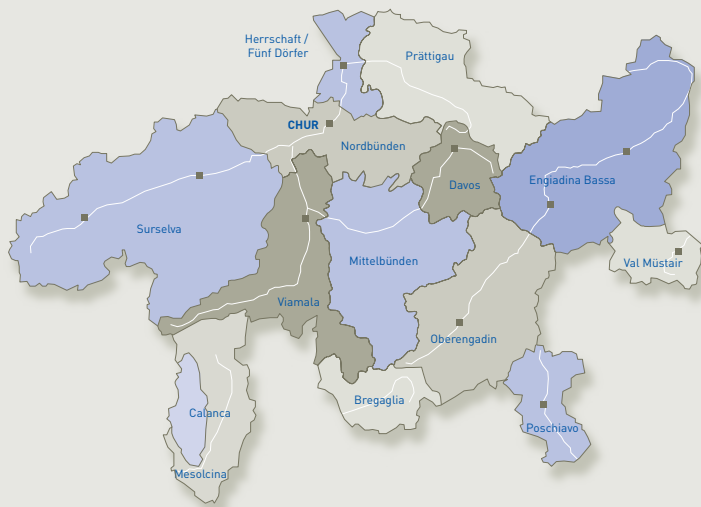 Herrschaft /
Fünf Dörfer
Prättigau
CHUR
Nordbünden
Davos
Engiadina Bassa
Surselva
Mittelbünden
Val Müstair
Viamala
Oberengadin
Bregaglia
Calanca
Poschiavo
Mesolcina